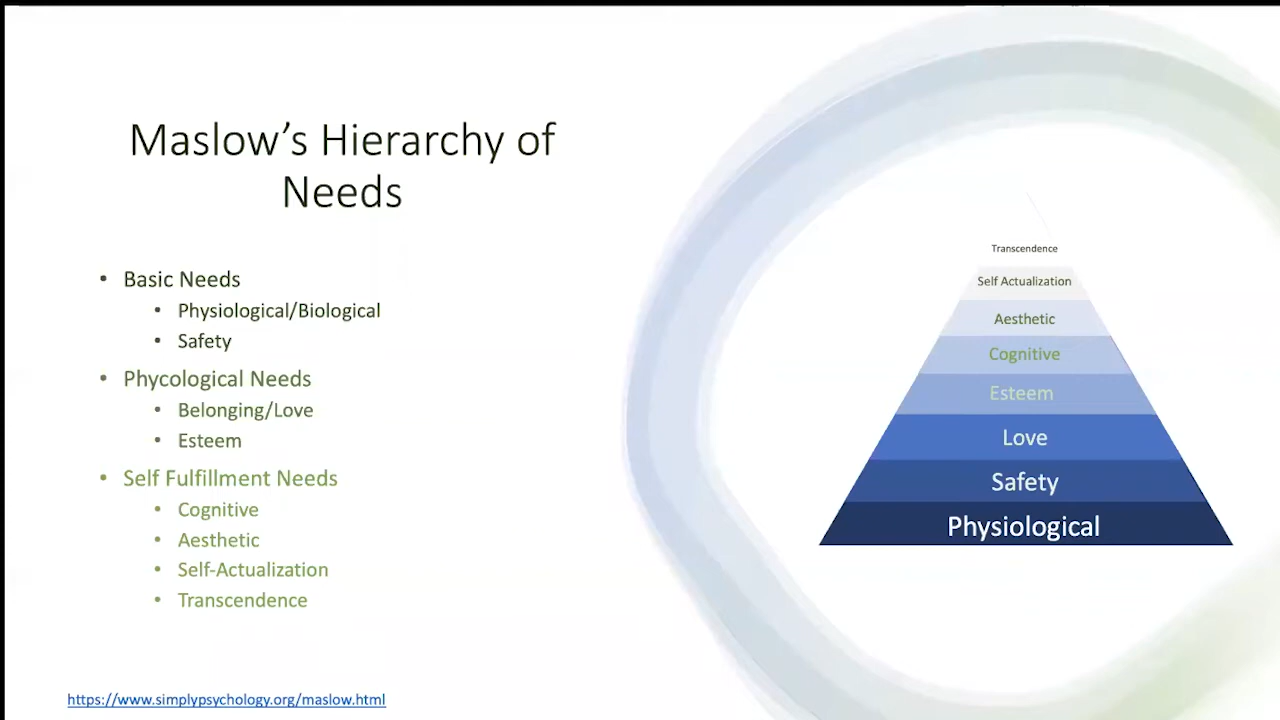 Maslow’s Hierarchy of
Needs
• Basic Needs
• Physiological/Biological
• Safety
• Phycological Needs
• Belonging/Love
• Esteem
• Self Fulfillment Needs
• Cognitive
• Aesthetic
• Self-Actualization
• Transcendence
https://www.simplypsychology.org/maslow.html
Transcendence
Self Actualization
Aesthetic
Cognitive
Esteem
Love
Safety
Physiological